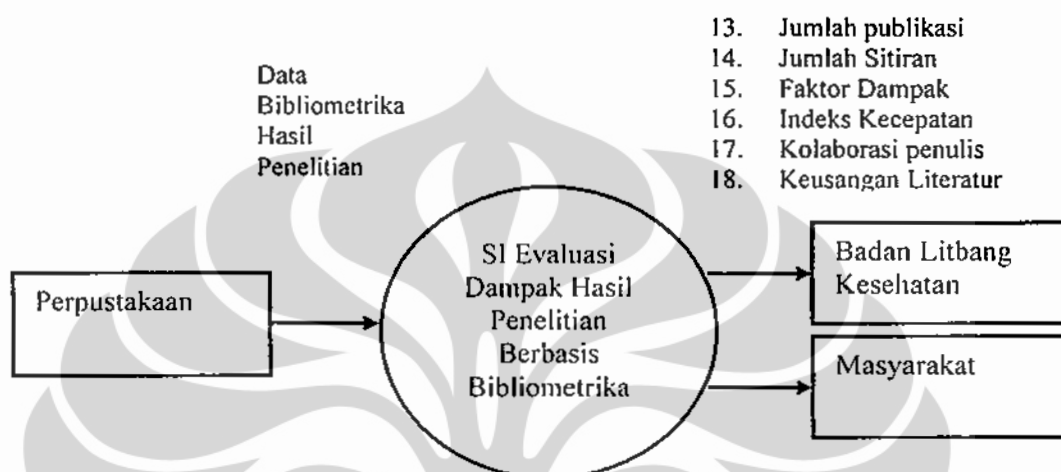 13. Jumlah publikasi
14. Jumlah Sitiran
15. Faktor Dampak
16. Indeks Kecepatan
17. Kolaborasi penulis
18. Keusangan Literatur
Data
Bibliometrika
Hasil
Penelitian
Perpustakaan
SI Evaluasi
Dampak Hasil
Penelitian
Berbasis
Bibliometrika
Badan Litbang
Kesehatan
Masyarakat